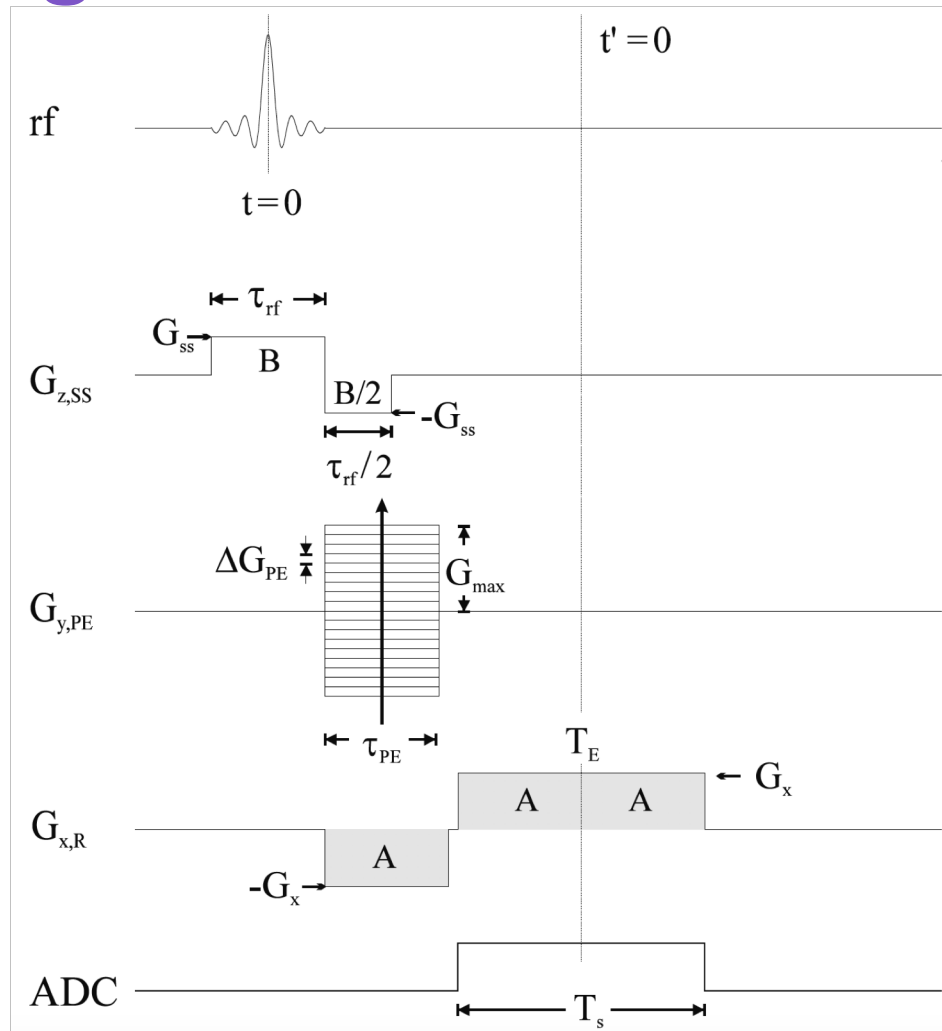 t' = 0
rf
t = 0
τrf
Gss
B
Gz,SS
B/2
-Gss
τrf/2
ΔGPE
Gmax
Gy,PE
τPE
TE
Gx
A A
Gx,R
A
-Gx
ADC
Ts